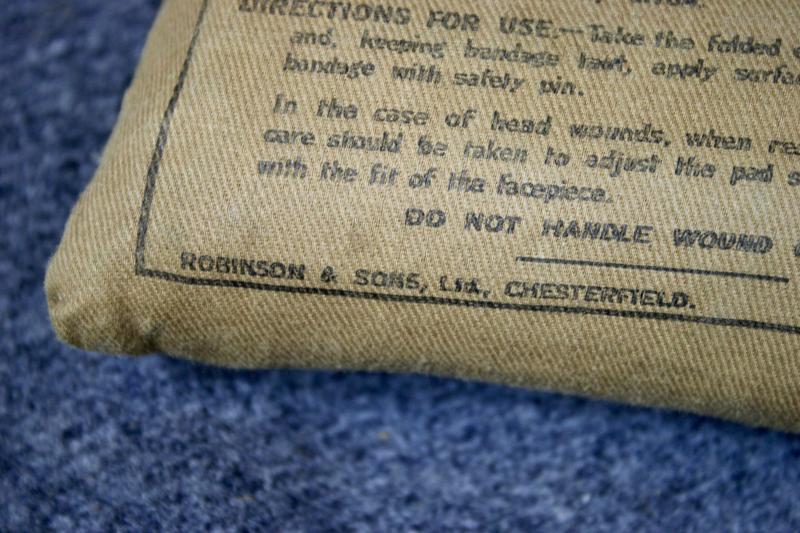 DIRECTIONS FOR USE.—Take the folded
and, keeping bandage taut, apply surfa
bandage with safety pin.
In the case of head wounds, when res
care should be taken to adjust the pad s
with the fit of the facepiece.
DO NOT HANDLE WOUND
ROBINSON & SONS, Ltd., CHESTERFIELD.